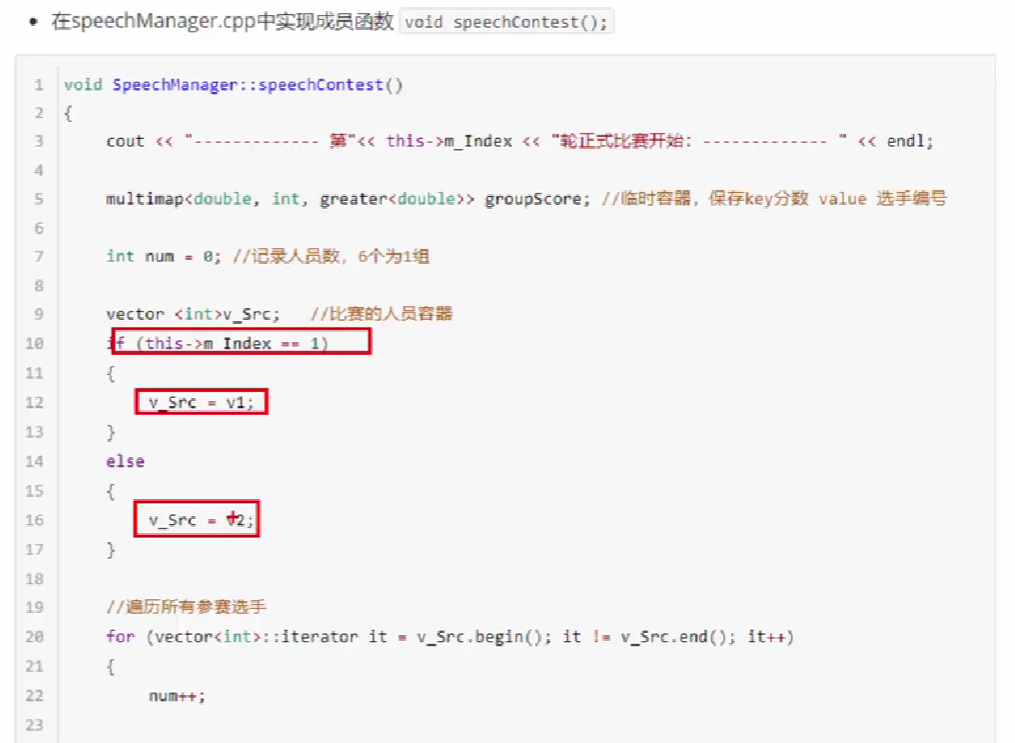 • 在speechManager.cpp中实现成员函数 void speechContest();
1 void SpeechManager::speechContest()
2 {
3 cout << "------------- 第"<< this->m_Index << "轮正式比赛开始: ------------- " << endl;
4
5 multimap<double, int, greater<double>> groupScore; //临时容器，保存key分数 value 选手编号
6
7 int num = 0; //记录人员数，6个为1组
8
9 vector <int>v_Src; //比赛的人员容器
10 if (this->m_Index == 1)
11 {
12 v_Src = v1;
13 }
14 else
15 {
16 v_Src = v2;
17 }
18
19 //遍历所有参赛选手
20 for (vector<int>::iterator it = v_Src.begin(); it != v_Src.end(); it++)
21 {
22 num++;
23